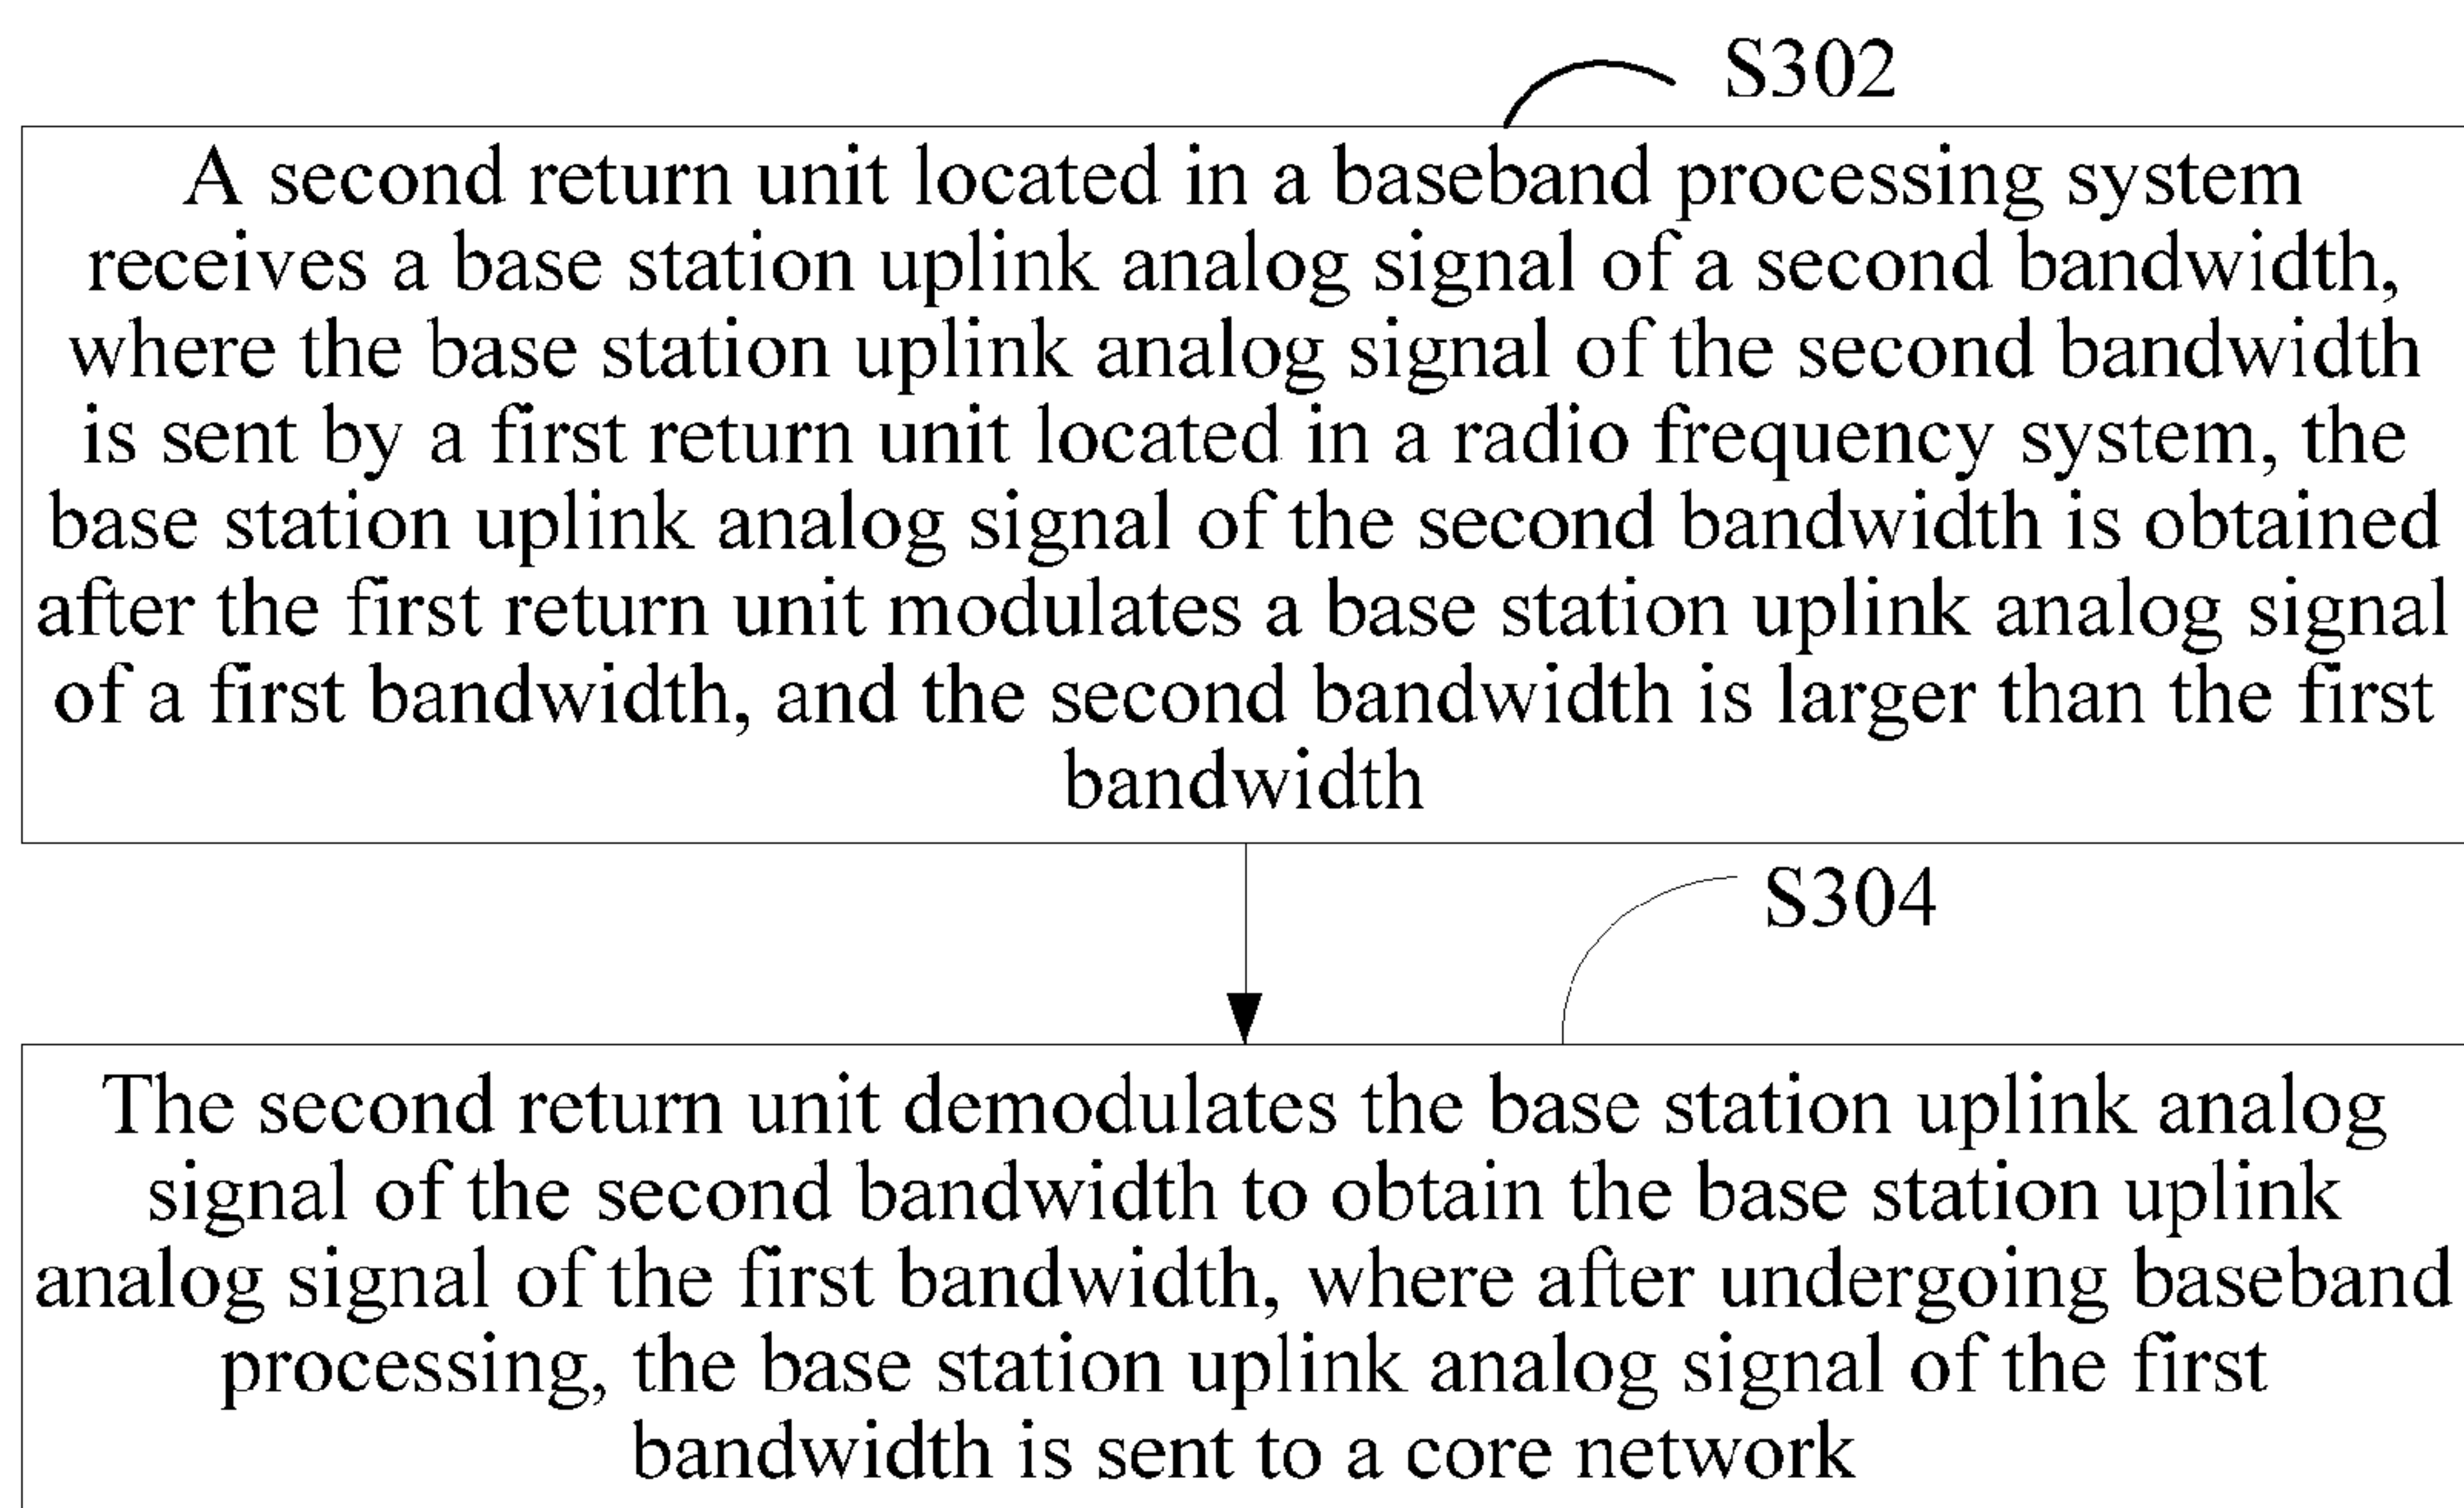 S302
A second return unit located in a baseband processing system
receives a base station uplink analog signal of a second bandwidth,
where the base station uplink analog signal of the second bandwidth
is sent by a first return unit located in a radio frequency system, the
base station uplink analog signal of the second bandwidth is obtained
after the first return unit modulates a base station uplink analog signal
of a first bandwidth, and the second bandwidth is larger than the first
bandwidth
S304
The second return unit demodulates the base station uplink analog
signal of the second bandwidth to obtain the base station uplink
analog signal of the first bandwidth, where after undergoing baseband
processing, the base station uplink analog signal of the first
bandwidth is sent to a core network